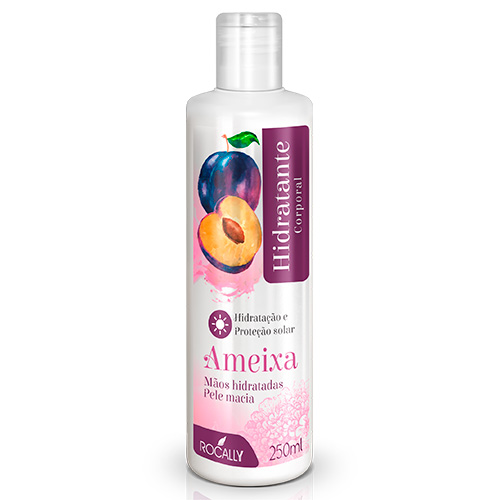 Hidratante
Corporal
Hidratação e
Proteção solar
Ameixa
Mãos hidratadas
Pele macia
ROCALLY
250ml